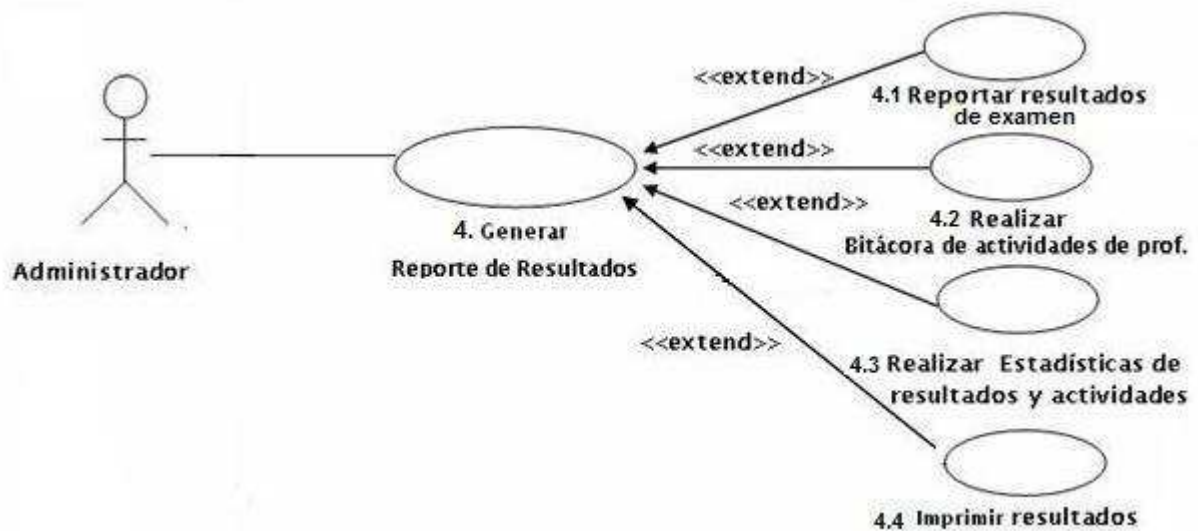 Administrador
4. Generar
Reporte de Resultados
<<extend>>
4.1 Reportar resultados
de examen
<<extend>>
4.2 Realizar
Bitácora de actividades de prof.
<<extend>>
4.3 Realizar Estadísticas de
resultados y actividades
<<extend>>
4.4 Imprimir resultados